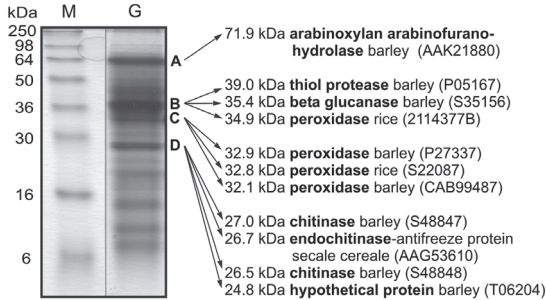 kDa M G
250
98
64
50
36
30
16
6
A
B
C
D
71.9 kDa arabinoxylan arabinofurano-
hydrolase barley (AAK21880)
39.0 kDa thiol protease barley (P05167)
35.4 kDa beta glucanase barley (S35156)
34.9 kDa peroxidase rice (2114377B)
32.9 kDa peroxidase barley (P27337)
32.8 kDa peroxidase rice (S22087)
32.1 kDa peroxidase barley (CAB99487)
27.0 kDa chitinase barley (S48847)
26.7 kDa endochitinase-antifreeze protein
secale cereale (AAG53610)
26.5 kDa chitinase barley (S48848)
24.8 kDa hypothetical protein barley (T06204)